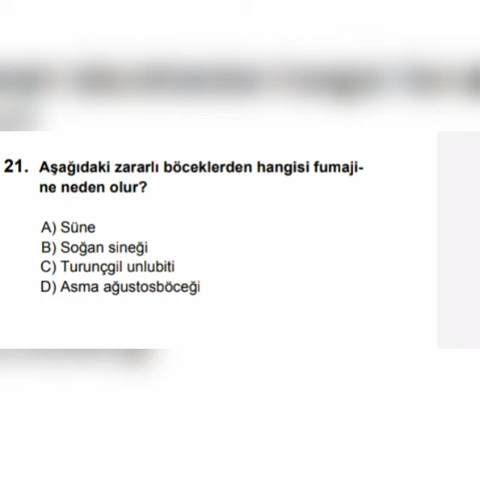 21. Aşağıdaki zararlı böceklerden hangisi fumaji-
ne neden olur?
A) Süne
B) Soğan sineği
C) Turunçgil unlubiti
D) Asma ağustosböceği